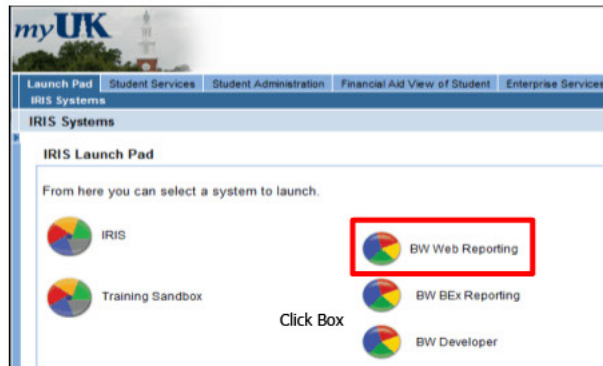 myUK
Launch Pad Student Services Student Administration Financial Aid View of Student Enterprise Services
IRIS Systems
IRIS Systems
IRIS Launch Pad
From here you can select a system to launch.
IRIS
BW Web Reporting
Training Sandbox
BW BEx Reporting
Click Box
BW Developer